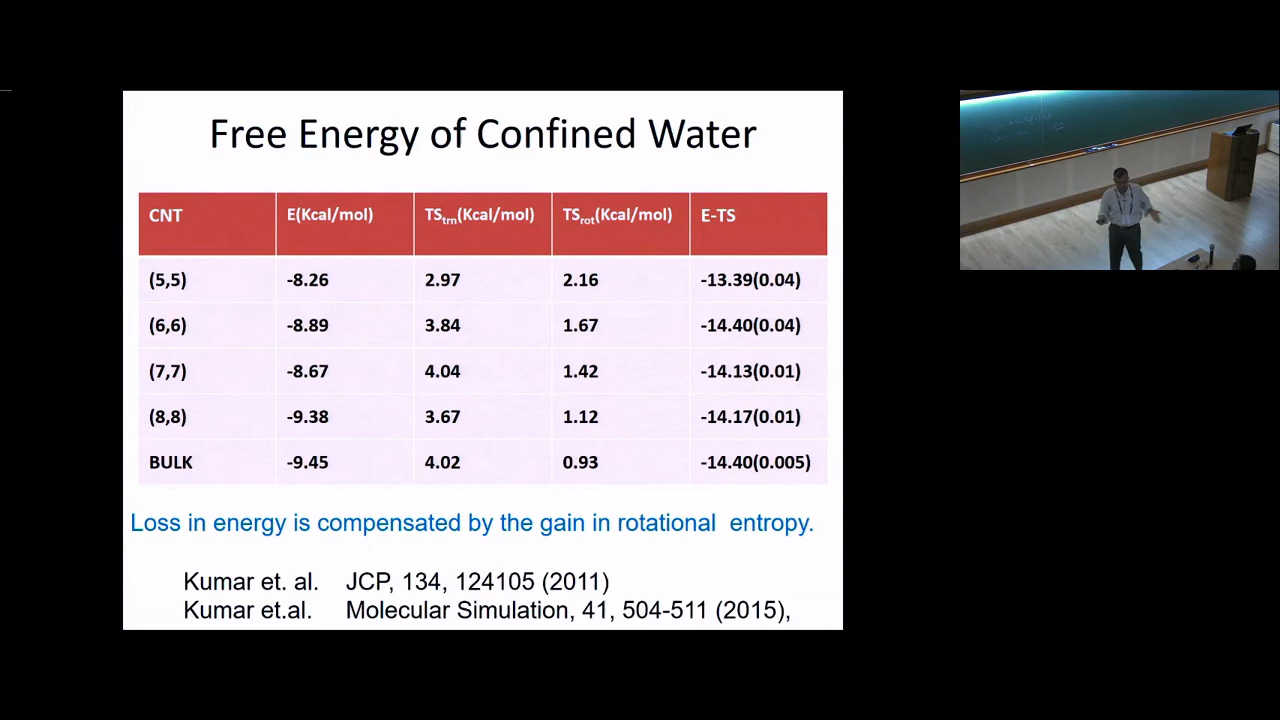 Free Energy of Confined Water
CNT E(Kcal/mol) TStrn(Kcal/mol) TSrot(Kcal/mol) E-TS
(5,5) -8.26 2.97 2.16 -13.39(0.04)
(6,6) -8.89 3.84 1.67 -14.40(0.04)
(7,7) -8.67 4.04 1.42 -14.13(0.01)
(8,8) -9.38 3.67 1.12 -14.17(0.01)
BULK -9.45 4.02 0.93 -14.40(0.005)
Loss in energy is compensated by the gain in rotational entropy.
Kumar et. al. JCP, 134, 124105 (2011)
Kumar et.al. Molecular Simulation, 41, 504-511 (2015),